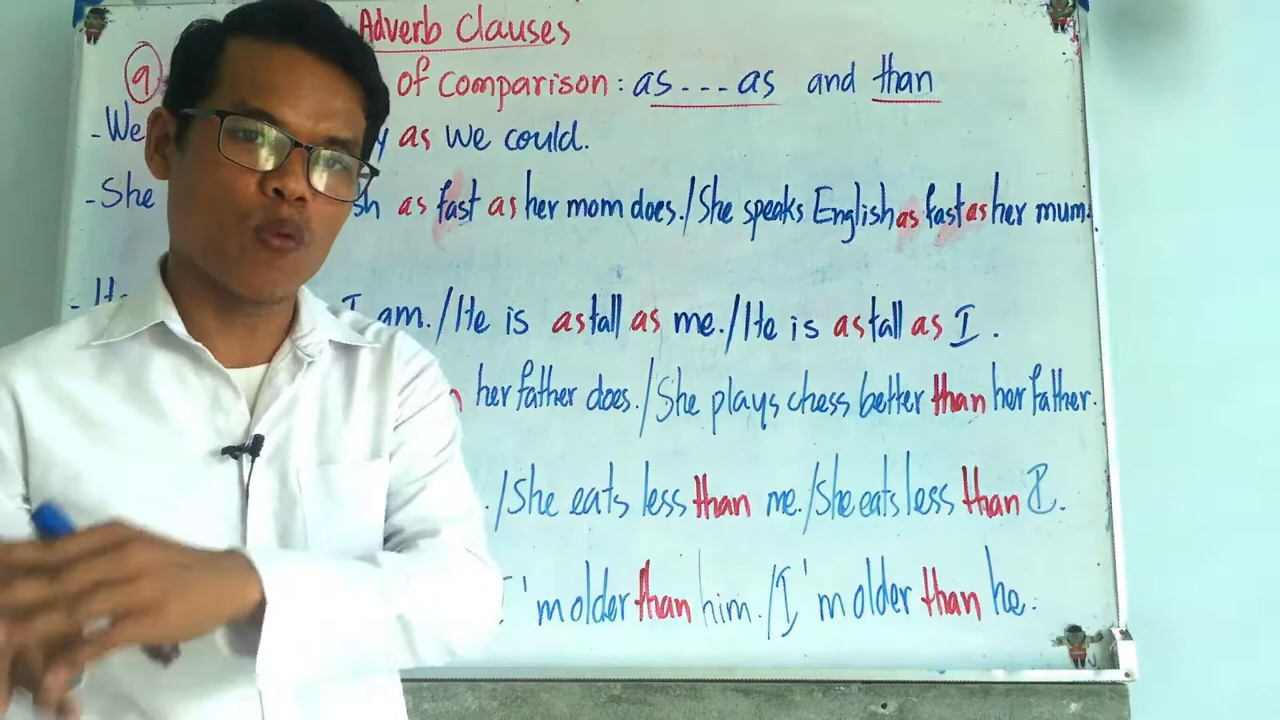 Adverb Clauses
9 of comparison: as---as and than
- We as we could.
- She as fast as her mom does./She speaks English as fast as her mum.
- He I am./He is as tall as me./He is as tall as I.
her father does./She plays chess better than her father.
./She eats less than me./She eats less than I.
I'm older than him./I'm older than he.